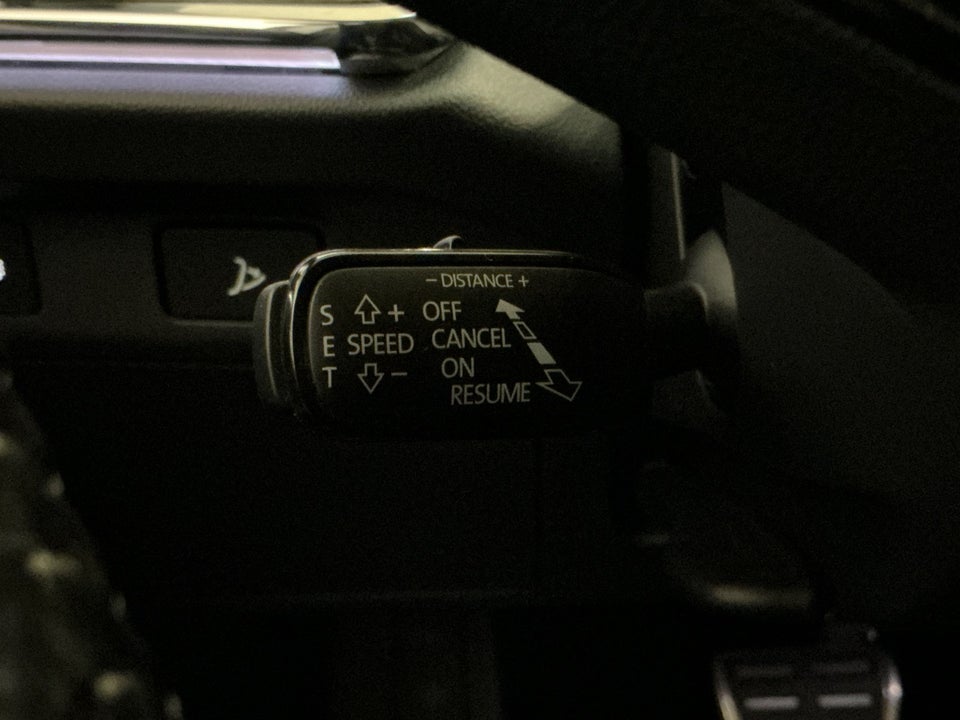 – DISTANCE +
S + OFF
E SPEED CANCEL
T – ON
RESUME